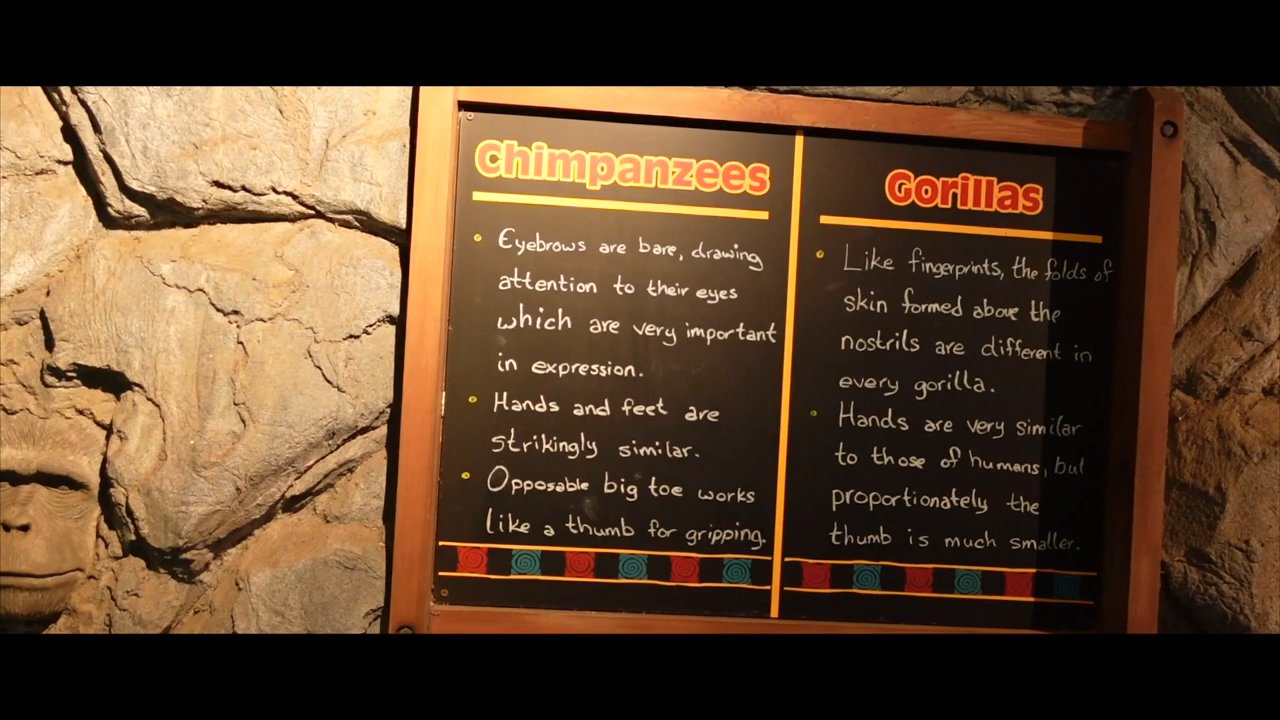 Chimpanzees
Eyebrows are bare, drawing
attention to their eyes
which are very important
in expression.
Hands and feet are
strikingly similar.
Opposable big toe works
like a thumb for gripping.
Gorillas
Like fingerprints, the folds of
skin formed above the
nostrils are different in
every gorilla.
Hands are very similar
to those of humans, but
proportionately the
thumb is much smaller.